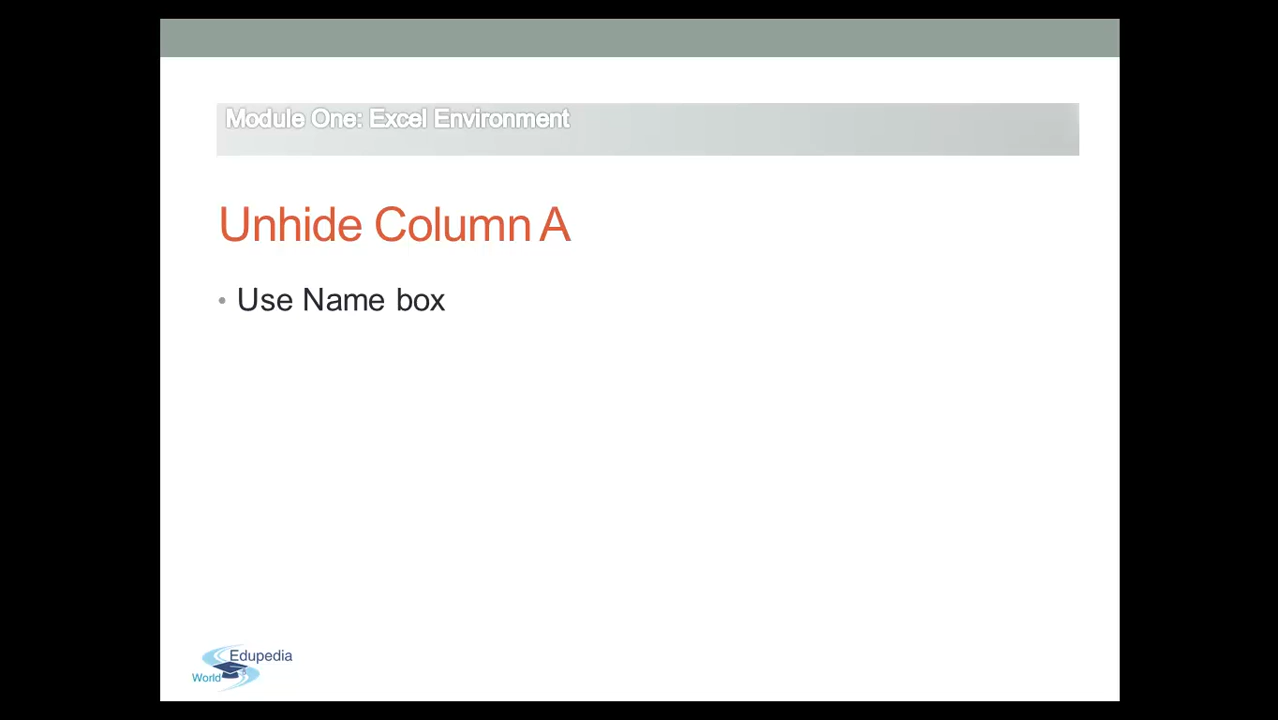 Module One: Excel Environment
Unhide Column A
• Use Name box
Edupedia
World